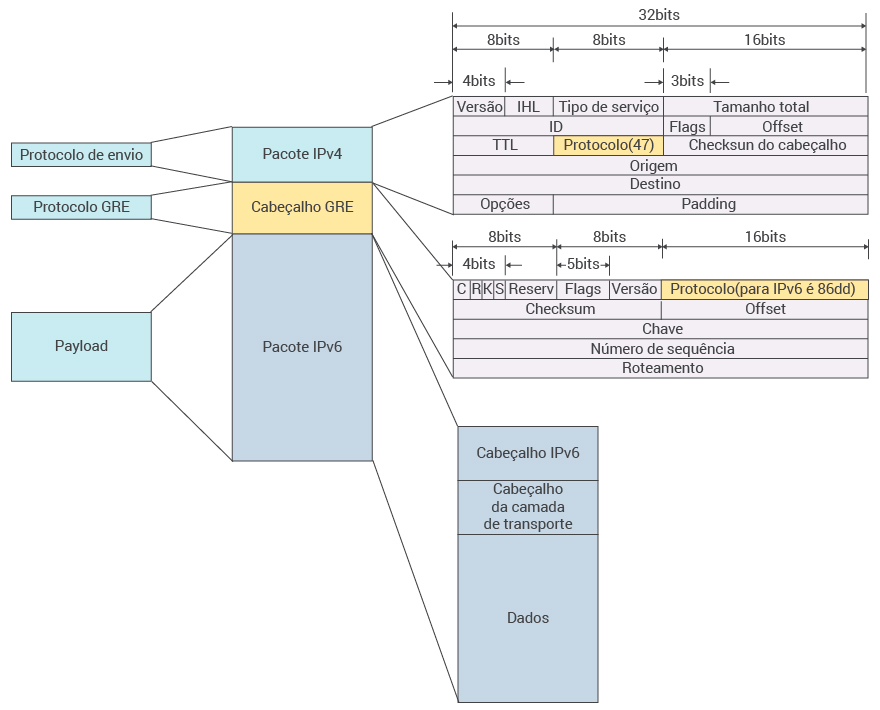 32bits
8bits
8bits
16bits
4bits
3bits
Versão
IHL
Tipo de serviço
Tamanho total
ID
Flags
Offset
TTL
Protocolo(47)
Checksun do cabeçalho
Origem
Destino
Opções
Padding
Protocolo de envio
Pacote IPv4
Protocolo GRE
Cabeçalho GRE
8bits
8bits
16bits
4bits
5bits
C
R
K
S
Reserv
Flags
Versão
Protocolo(para IPv6 é 86dd)
Checksum
Offset
Chave
Número de sequência
Roteamento
Payload
Pacote IPv6
Cabeçalho IPv6
Cabeçalho
da camada
de transporte
Dados